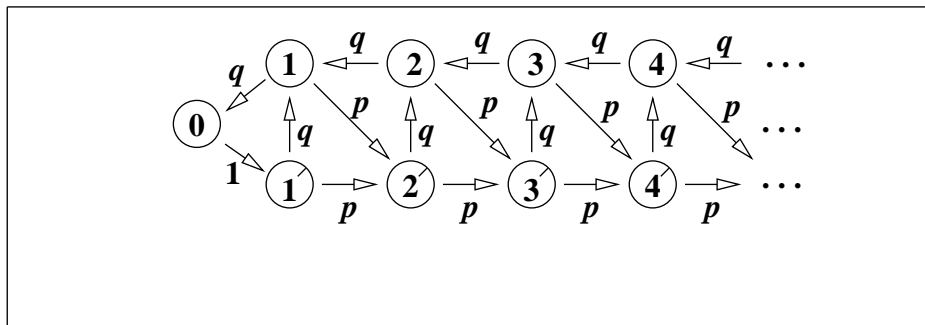 q q q q
1 2 3 4 ...
q p p p p
0 q q q q ...
1 1′ 2′ 3′ 4′ ...
p p p p